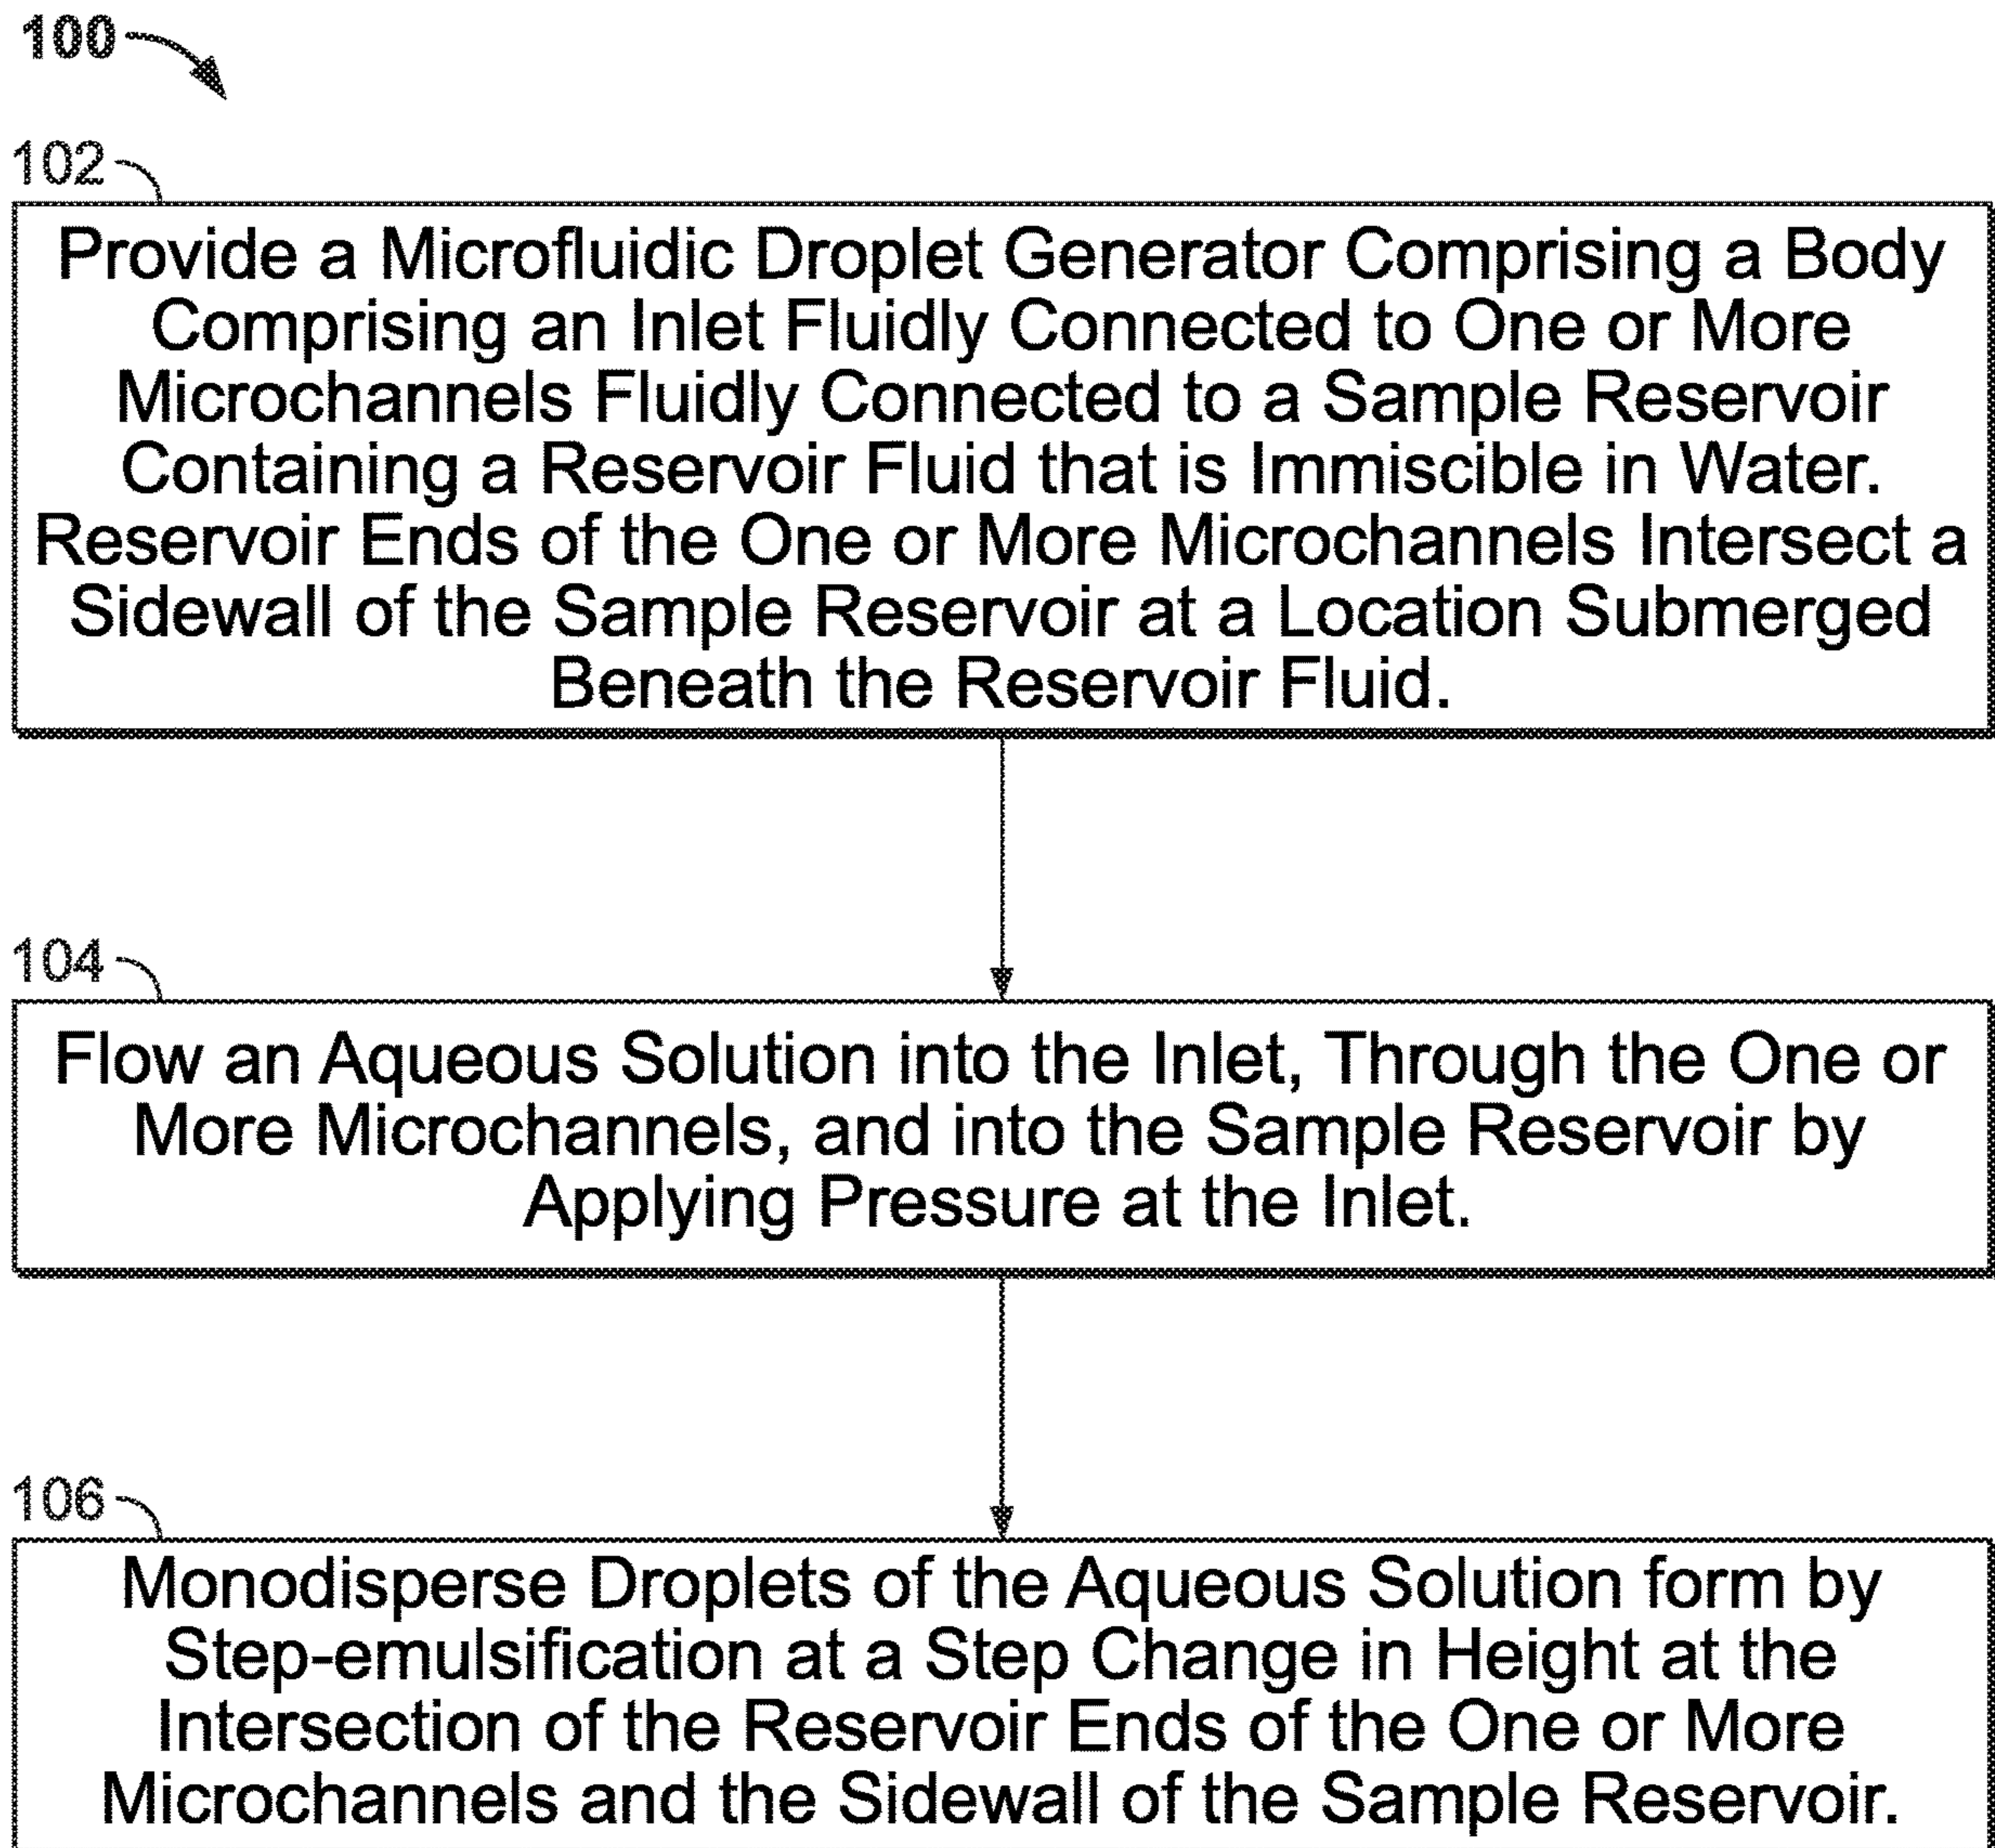 100
102
Provide a Microfluidic Droplet Generator Comprising a Body
Comprising an Inlet Fluidly Connected to One or More
Microchannels Fluidly Connected to a Sample Reservoir
Containing a Reservoir Fluid that is Immiscible in Water.
Reservoir Ends of the One or More Microchannels Intersect a
Sidewall of the Sample Reservoir at a Location Submerged
Beneath the Reservoir Fluid.
104
Flow an Aqueous Solution into the Inlet, Through the One or
More Microchannels, and into the Sample Reservoir by
Applying Pressure at the Inlet.
106
Monodisperse Droplets of the Aqueous Solution form by
Step-emulsification at a Step Change in Height at the
Intersection of the Reservoir Ends of the One or More
Microchannels and the Sidewall of the Sample Reservoir.